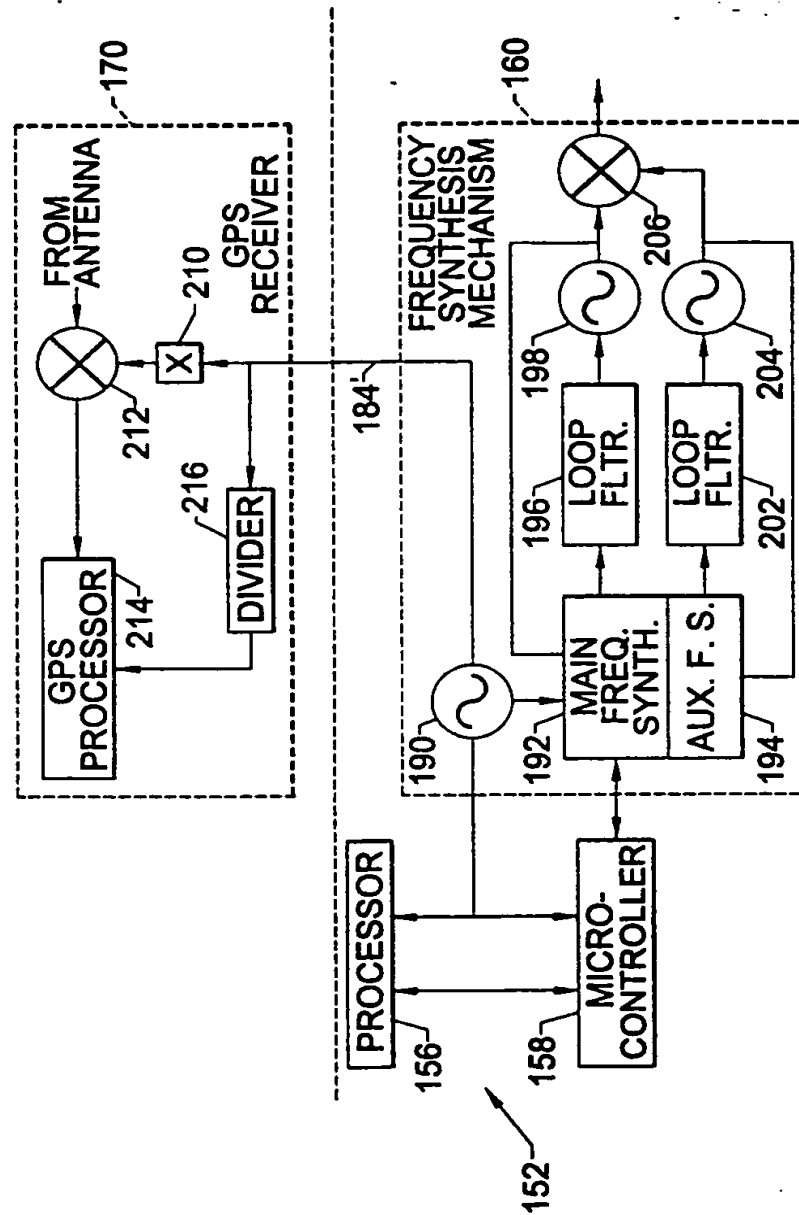 170
FROM
ANTENNA
GPS
RECEIVER
210
X
212
GPS
PROCESSOR
214
216
DIVIDER
184'
160
FREQUENCY
SYNTHESIS
MECHANISM
206
198
204
196
LOOP
FLTR.
LOOP
FLTR.
202
190
192
MAIN
FREQ.
SYNTH.
AUX. F. S.
194
PROCESSOR
156
158
MICRO-
CONTROLLER
152